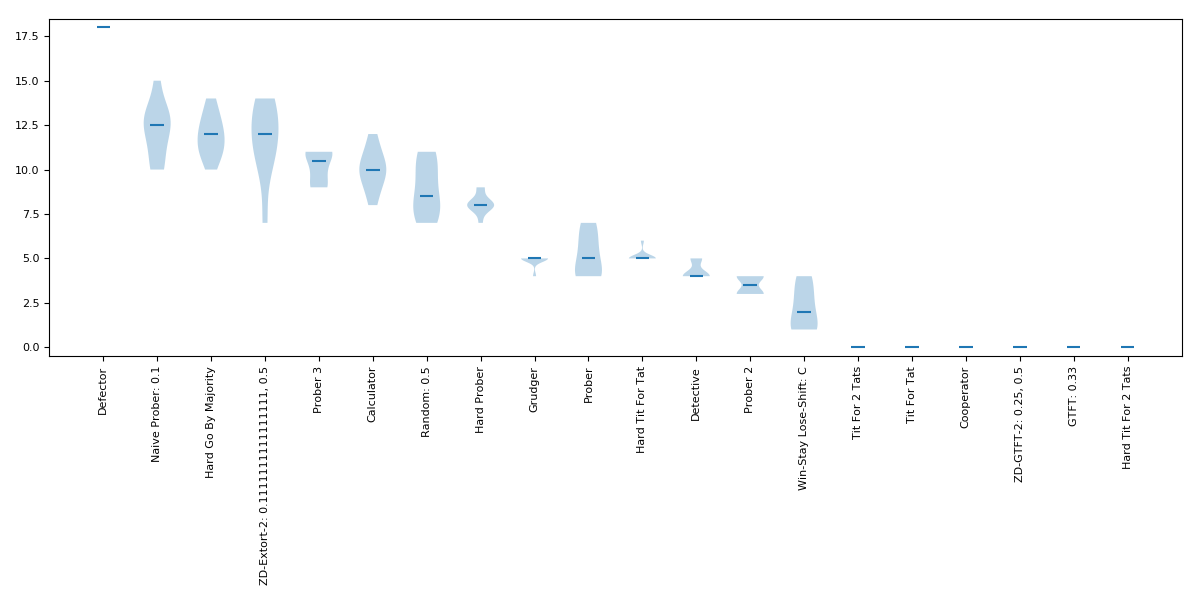 17.5
15.0
12.5
10.0
7.5
5.0
2.5
0.0
Defector
Naive Prober: 0.1
Hard Go By Majority
ZD-Extort-2: 0.1111111111111111, 0.5
Prober 3
Calculator
Random: 0.5
Hard Prober
Grudger
Prober
Hard Tit For Tat
Detective
Prober 2
Win-Stay Lose-Shift: C
Tit For 2 Tats
Tit For Tat
Cooperator
ZD-GTFT-2: 0.25, 0.5
GTFT: 0.33
Hard Tit For 2 Tats